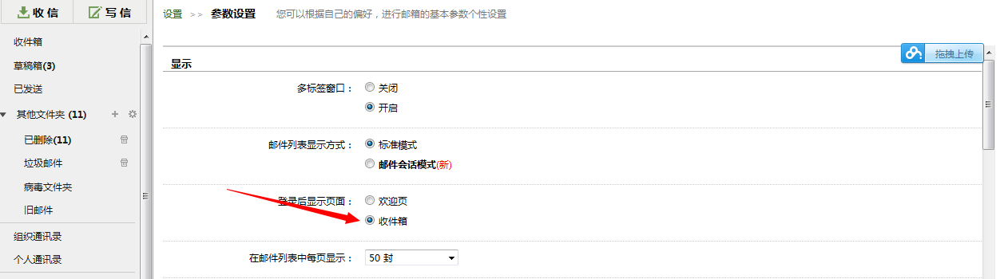 收信 写信
收件箱
草稿箱(3)
已发送
其他文件夹 (11)
已删除(11)
垃圾邮件
病毒文件夹
旧邮件
组织通讯录
个人通讯录
设置 >> 参数设置 您可以根据自己的偏好，进行邮箱的基本参数个性设置
拖拽上传
显示
多标签窗口： 关闭
开启
邮件列表显示方式： 标准模式
邮件会话模式(新)
登录后显示页面： 欢迎页
收件箱
在邮件列表中每页显示： 50 封